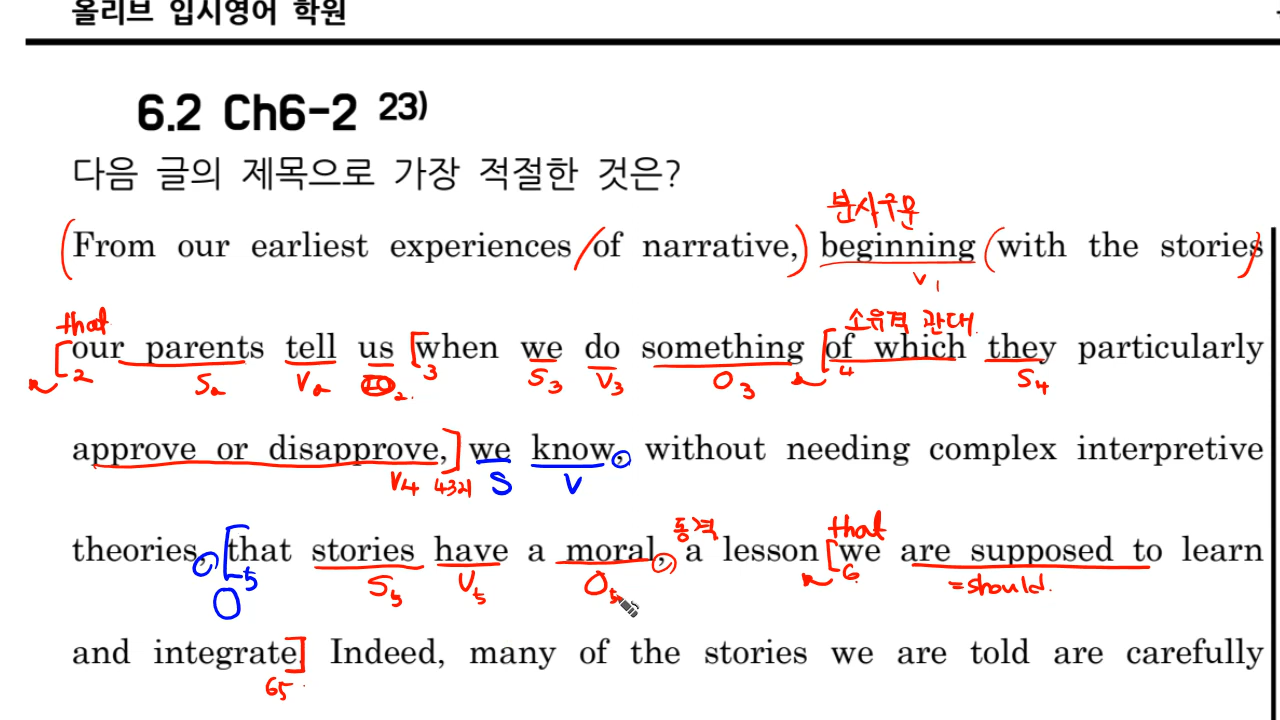 올리브 입시영어 학원
6.2 Ch6-2 23)
다음 글의 제목으로 가장 적절한 것은?
분사구문
(From our earliest experiences / of narrative,) beginning (with the stories /
V1
that 소유격 관대
[our parents tell us [when we do something [of which they particularly
2 S2 V2 IO2 3 S3 V3 O3 4 S4
approve or disapprove,] we know, without needing complex interpretive
V4 4321 S V
동격 that
theories, [that stories have a moral, a lesson [we are supposed to learn
O 5 S5 V5 O5 6 =should
and integrate] Indeed, many of the stories we are told are carefully
65